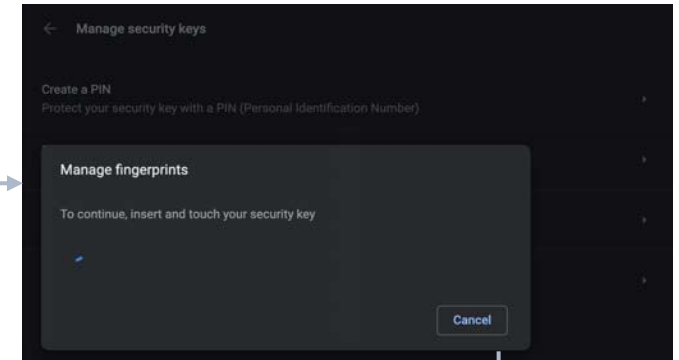 Manage security keys
Create a PIN
Protect your security key with a PIN (Personal Identification Number)
Manage fingerprints
To continue, insert and touch your security key
Cancel